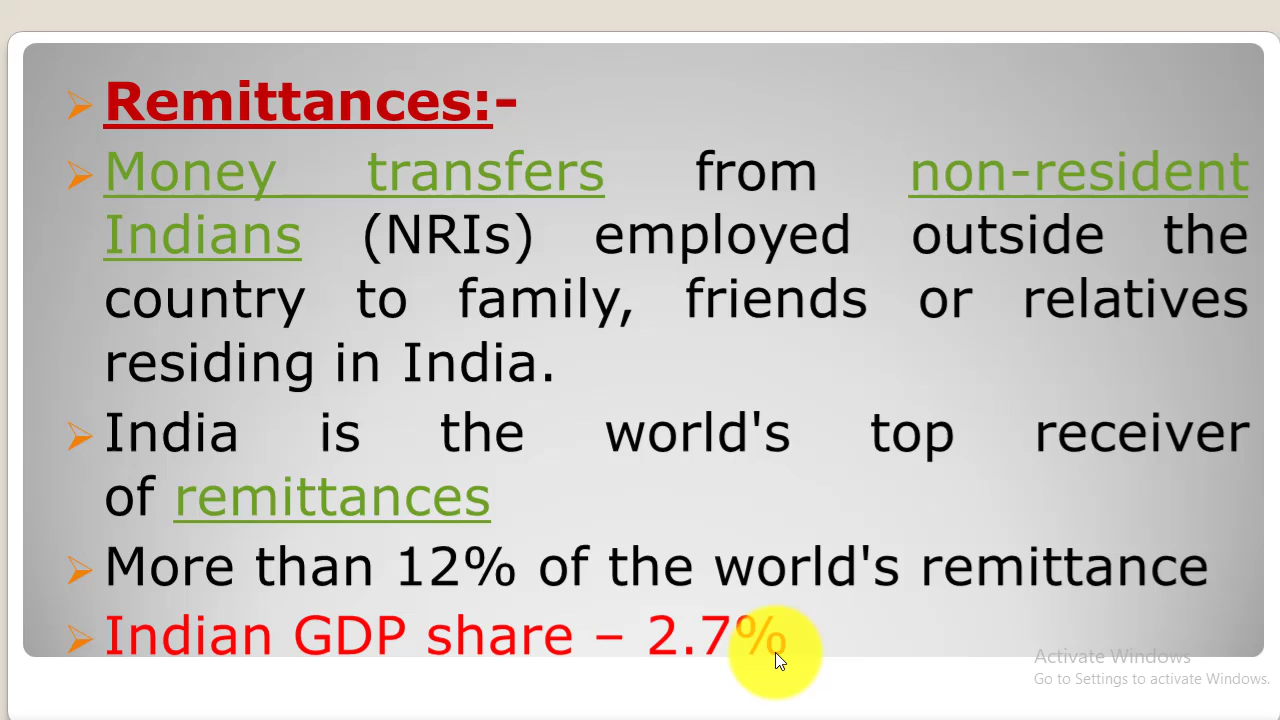 Remittances:-
Money transfers from non-resident
Indians (NRIs) employed outside the
country to family, friends or relatives
residing in India.
India is the world's top receiver
of remittances
More than 12% of the world's remittance
Indian GDP share – 2.7%
Activate Windows
Go to Settings to activate Windows.